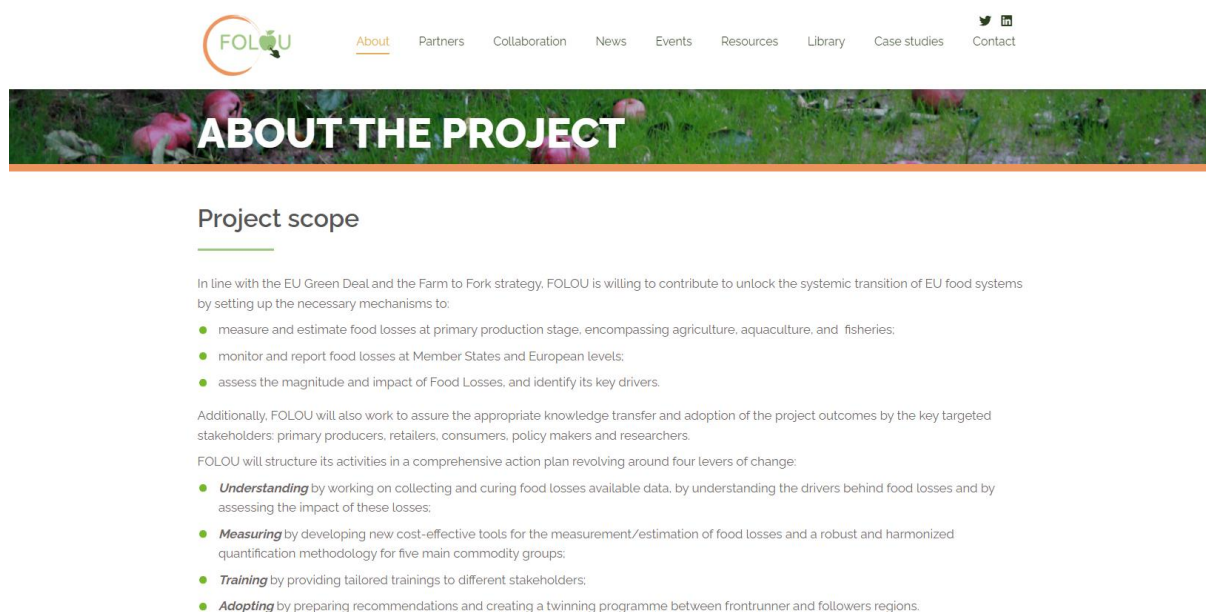 FOLOU
About Partners Collaboration News Events Resources Library Case studies Contact
ABOUT THE PROJECT
Project scope
In line with the EU Green Deal and the Farm to Fork strategy, FOLOU is willing to contribute to unlock the systemic transition of EU food systems
by setting up the necessary mechanisms to:
measure and estimate food losses at primary production stage, encompassing agriculture, aquaculture, and fisheries;
monitor and report food losses at Member States and European levels;
assess the magnitude and impact of Food Losses, and identify its key drivers.
Additionally, FOLOU will also work to assure the appropriate knowledge transfer and adoption of the project outcomes by the key targeted
stakeholders: primary producers, retailers, consumers, policy makers and researchers.
FOLOU will structure its activities in a comprehensive action plan revolving around four levers of change:
Understanding by working on collecting and curing food losses available data, by understanding the drivers behind food losses and by
assessing the impact of these losses;
Measuring by developing new cost-effective tools for the measurement/estimation of food losses and a robust and harmonized
quantification methodology for five main commodity groups;
Training by providing tailored trainings to different stakeholders;
Adopting by preparing recommendations and creating a twinning programme between frontrunner and followers regions.